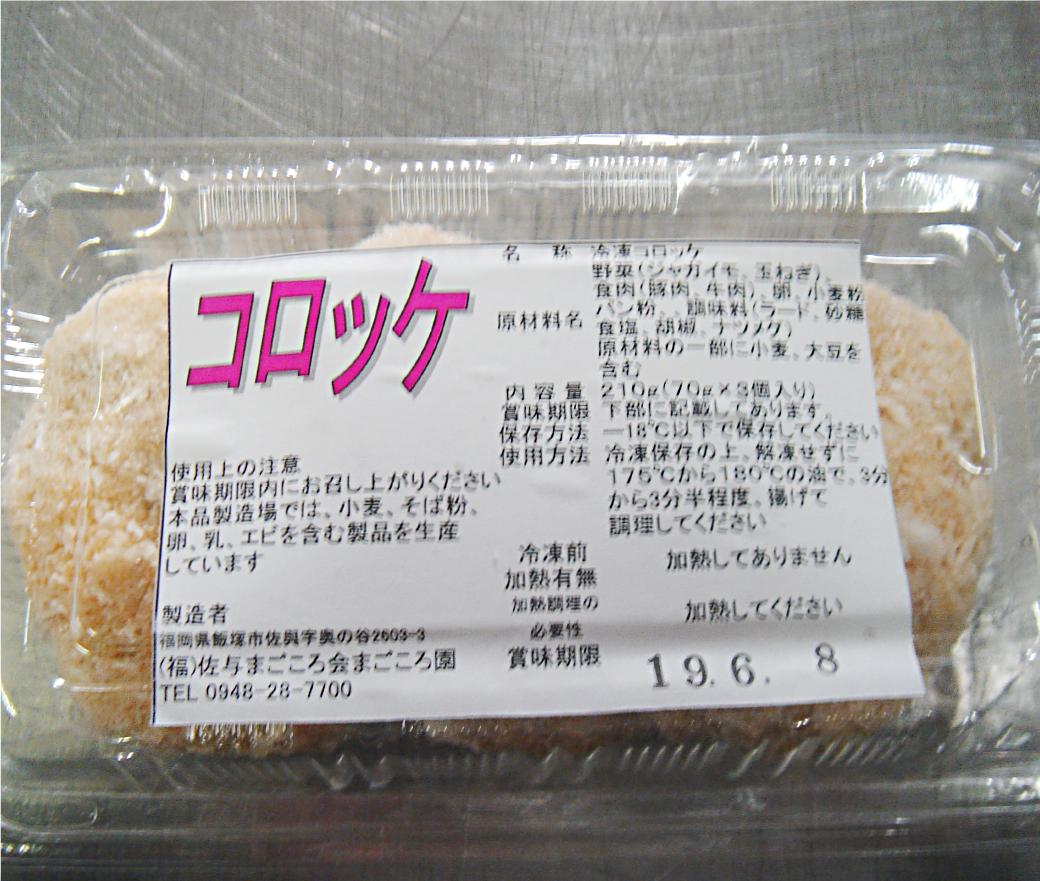 コロッケ
名 称 冷凍コロッケ
原材料名 野菜(ジャガイモ、玉ねぎ)、
食肉(豚肉、牛肉)、卵、小麦粉
パン粉、、調味料(ラード、砂糖
食塩、胡椒、ナツメグ)
原材料の一部に小麦、大豆を
含む
内 容 量 210g(70g×3個入り)
賞味期限 下部に記載してあります。
保存方法 −18℃以下で保存してください
使用方法 冷凍保存の上、解凍せずに
175℃から180℃の油で、3分
から3分半程度、揚げて
調理してください
冷凍前
加熱有無 加熱してありません
加熱調理の
必要性 加熱してください
賞味期限 19.6.8
使用上の注意
賞味期限内にお召し上がりください
本品製造場では、小麦、そば粉、
卵、乳、エビを含む製品を生産
しています
製造者
福岡県飯塚市佐與字奥の谷2603-3
(福)佐与まごころ会まごころ園
TEL 0948-28-7700